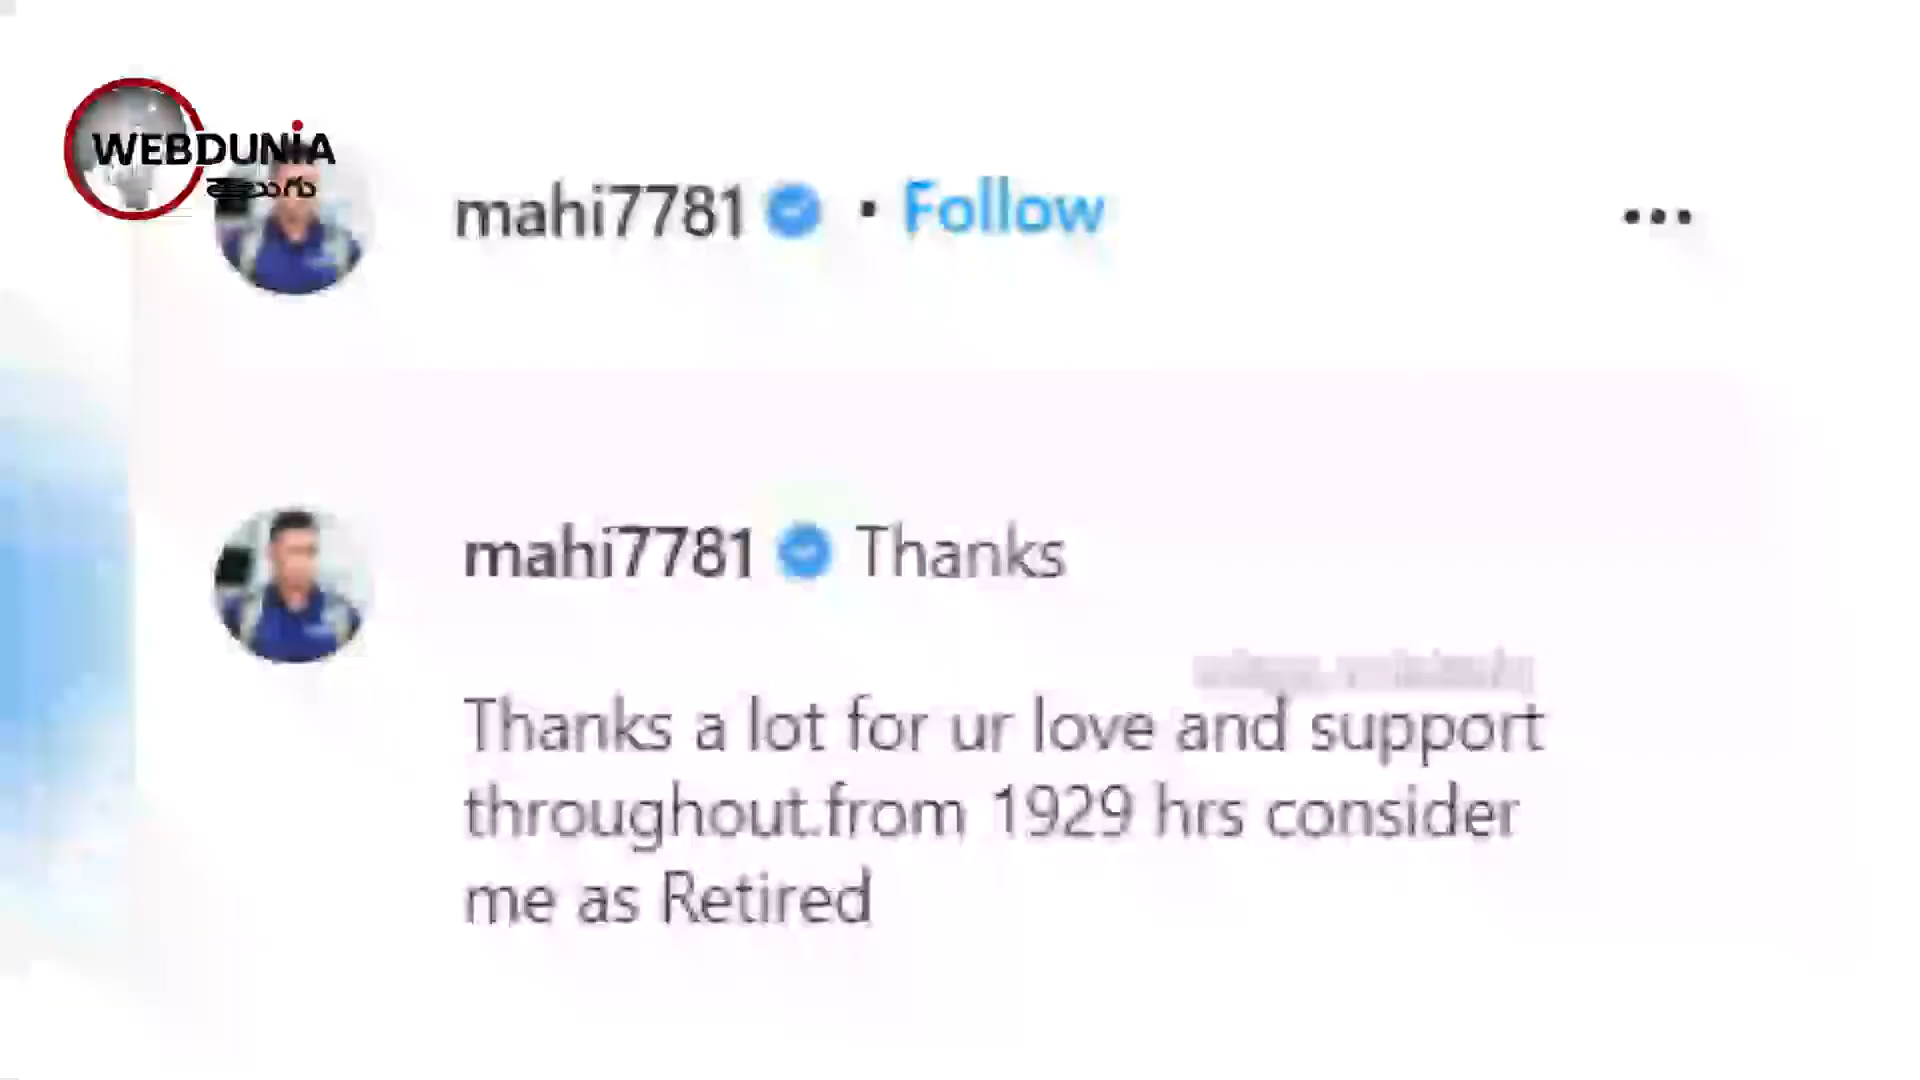 WEBDUNIA
తెలుగు
mahi7781 • Follow
mahi7781 Thanks
Thanks a lot for ur love and support
throughout.from 1929 hrs consider
me as Retired